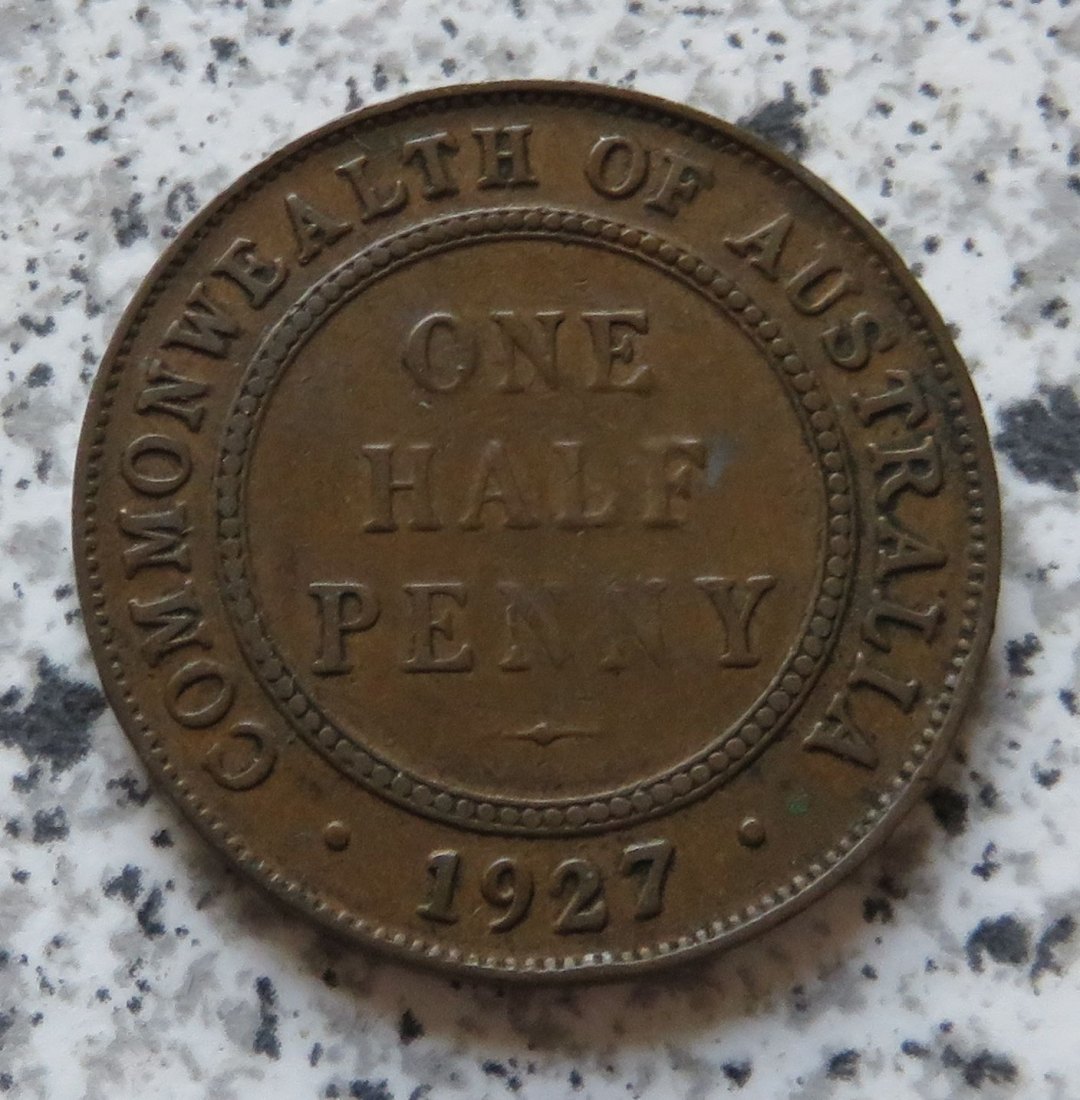 COMMONWEALTH OF AUSTRALIA
ONE
HALF
PENNY
· 1927 ·